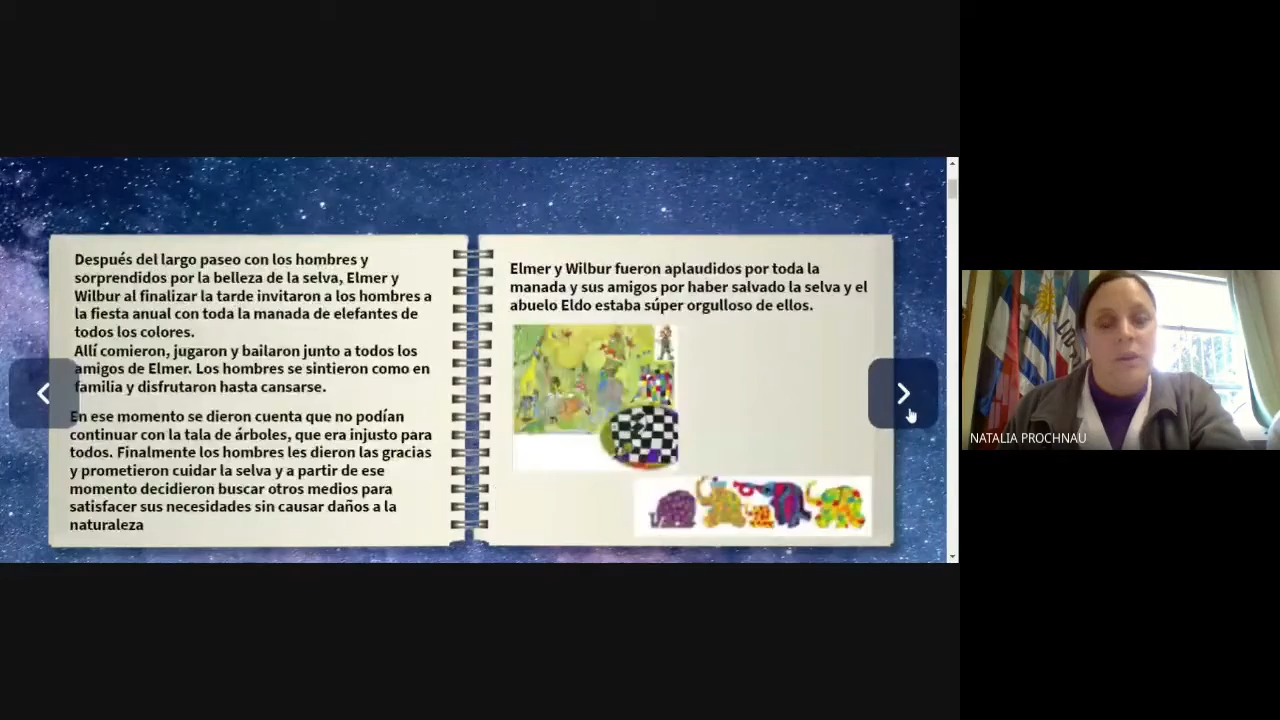 Después del largo paseo con los hombres y
sorprendidos por la belleza de la selva, Elmer y
Wilbur al finalizar la tarde invitaron a los hombres a
la fiesta anual con toda la manada de elefantes de
todos los colores.
Allí comieron, jugaron y bailaron junto a todos los
amigos de Elmer. Los hombres se sintieron como en
familia y disfrutaron hasta cansarse.
En ese momento se dieron cuenta que no podían
continuar con la tala de árboles, que era injusto para
todos. Finalmente los hombres les dieron las gracias
y prometieron cuidar la selva y a partir de ese
momento decidieron buscar otros medios para
satisfacer sus necesidades sin causar daños a la
naturaleza
Elmer y Wilbur fueron aplaudidos por toda la
manada y sus amigos por haber salvado la selva y el
abuelo Eldo estaba súper orgulloso de ellos.
NATALIA PROCHNAU